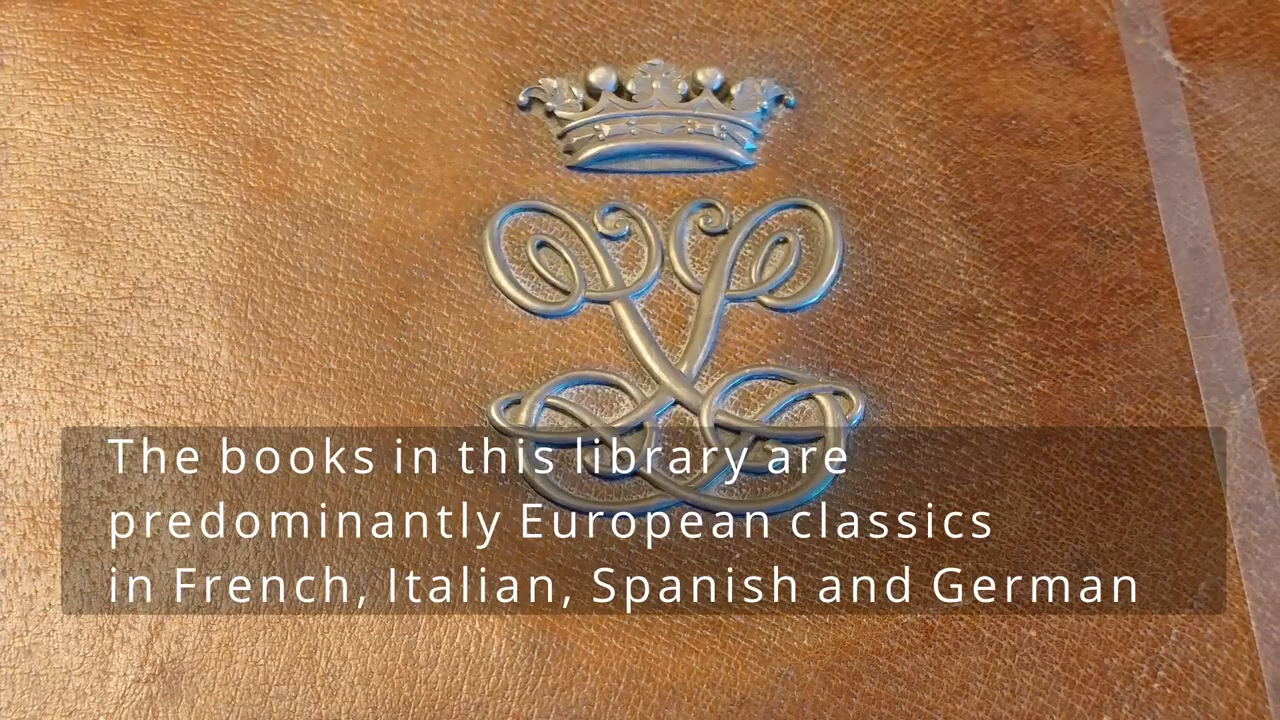 The books in this library are
predominantly European classics
in French, Italian, Spanish and German